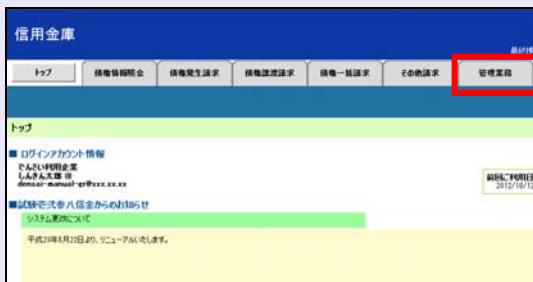 信用金庫
トップ
債権情報照会
債権発生請求
債権譲渡請求
債権一括請求
その他請求
管理業務
トップ
■ ログインアカウント情報
でんさい利用企業
しんきん太郎 様
densai-manual-gr@xxx.xx.xx
前回ご利用日
2012/10/12
■試験壱弐参八信金からのお知らせ
システム更改について
平成29年5月22日より、リニューアルいたします。